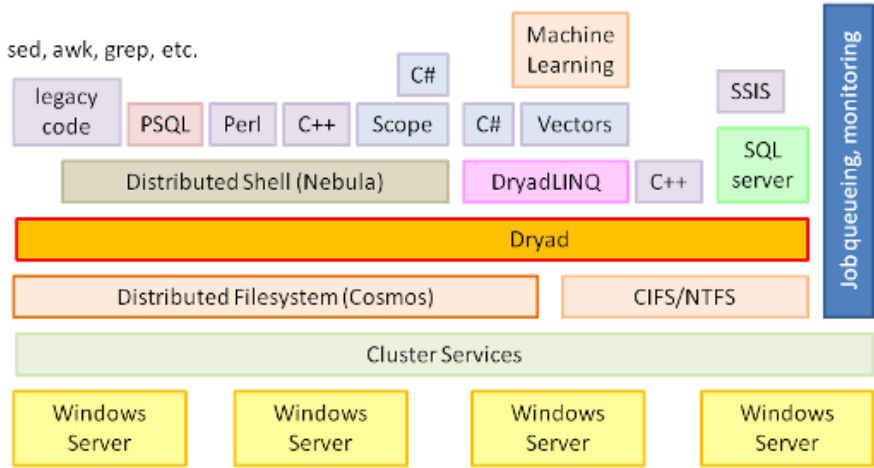 sed, awk, grep, etc.
Machine
Learning
C#
SSIS
legacy
code
PSQL
Perl
C++
Scope
C#
Vectors
SQL
server
Distributed Shell (Nebula)
DryadLINQ
C++
Dryad
Distributed Filesystem (Cosmos)
CIFS/NTFS
Job queueing, monitoring
Cluster Services
Windows
Server
Windows
Server
Windows
Server
Windows
Server